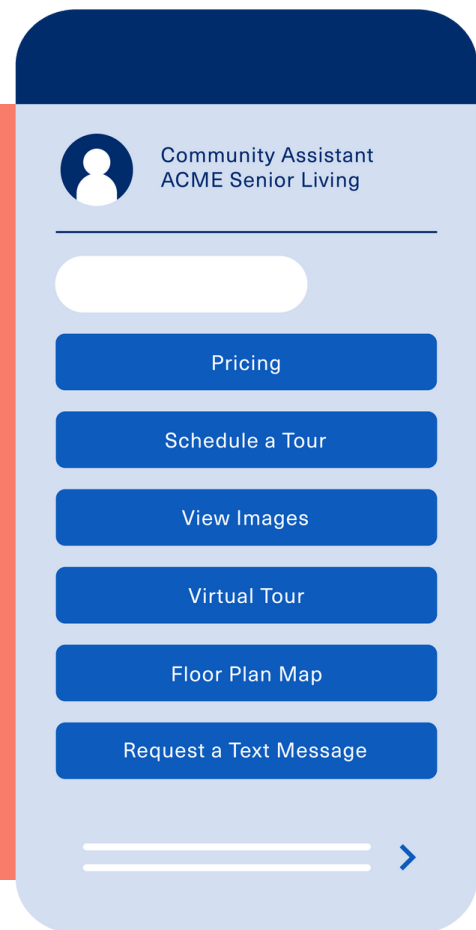 Community Assistant
ACME Senior Living
Pricing
Schedule a Tour
View Images
Virtual Tour
Floor Plan Map
Request a Text Message